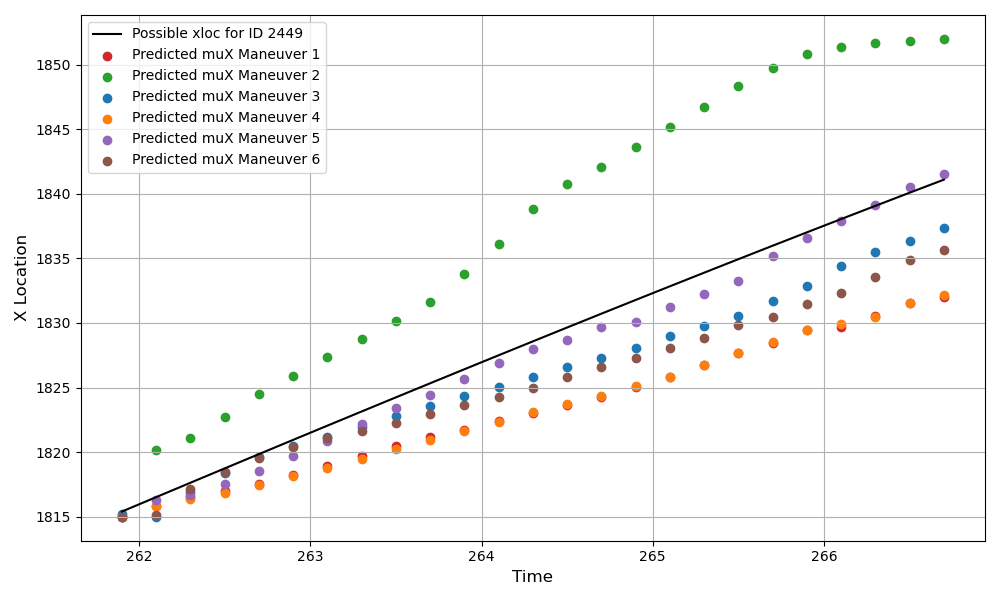 Possible xloc for ID 2449
Predicted muX Maneuver 1
Predicted muX Maneuver 2
Predicted muX Maneuver 3
Predicted muX Maneuver 4
Predicted muX Maneuver 5
Predicted muX Maneuver 6
1850
1845
1840
1835
1830
1825
1820
1815
X Location
262 263 264 265 266
Time